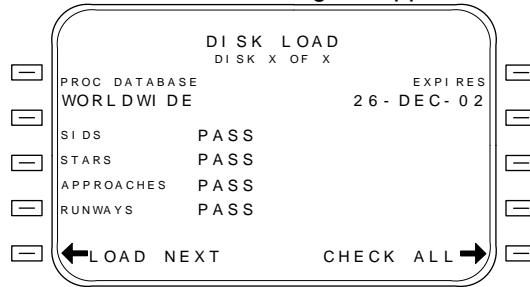 DISK LOAD
DISK X OF X
PROC DATABASE EXPIRES
WORLDWIDE 26-DEC-02
SIDS PASS
STARS PASS
APPROACHES PASS
RUNWAYS PASS
LOAD NEXT CHECK ALL